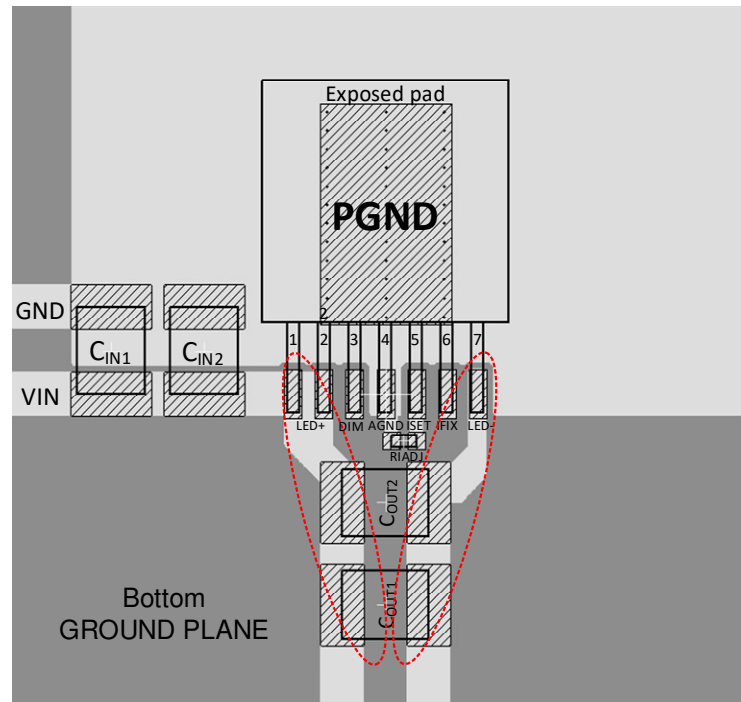 Exposed pad
PGND
2
1 2 3 4 5 6 7
GND
CIN1
CIN2
VIN
LED+ DIM AGND ISET IFIX LED-
RIADJ
COUT2
COUT1
Bottom
GROUND PLANE